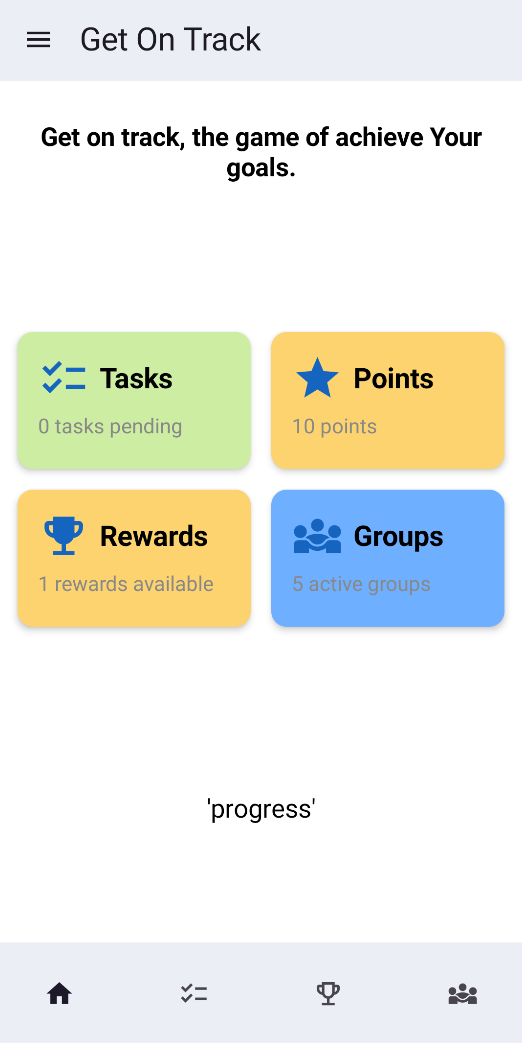 Get On Track
Get on track, the game of achieve Your
goals.
Tasks
0 tasks pending
Points
10 points
Rewards
1 rewards available
Groups
5 active groups
'progress'